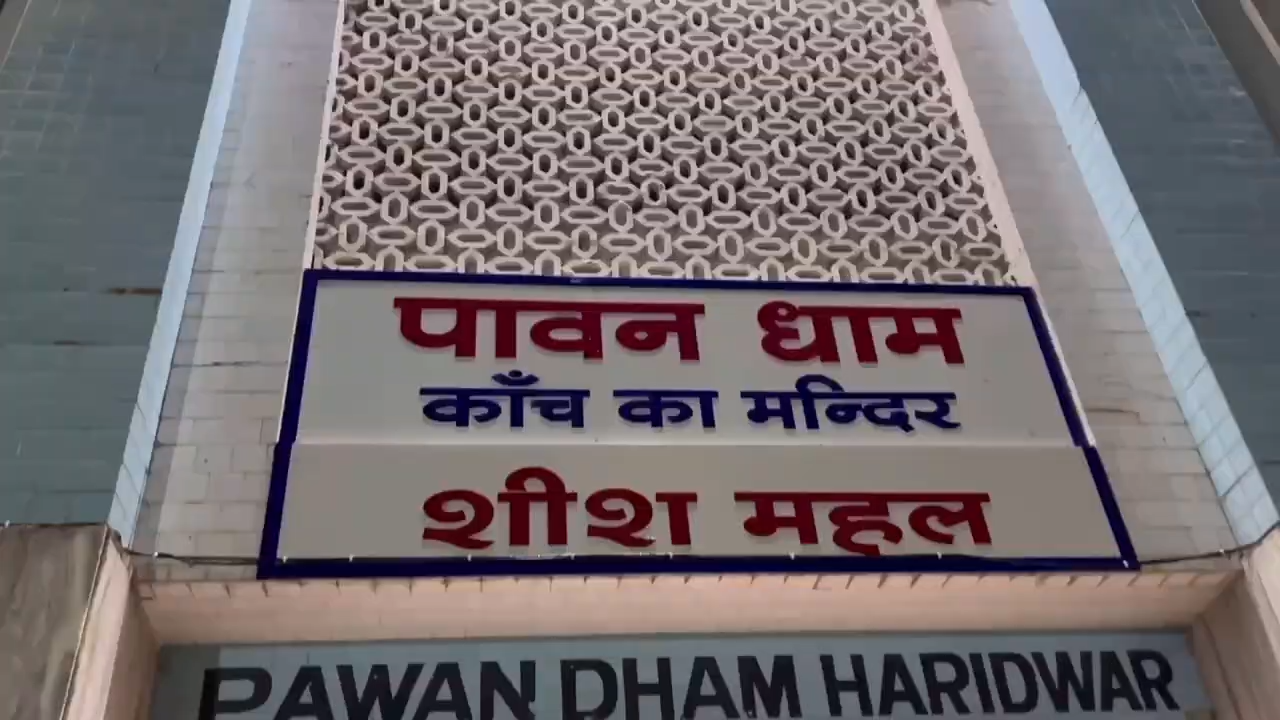 पावन धाम
काँच का मन्दिर
शीश महल
PAWAN DHAM HARIDWAR